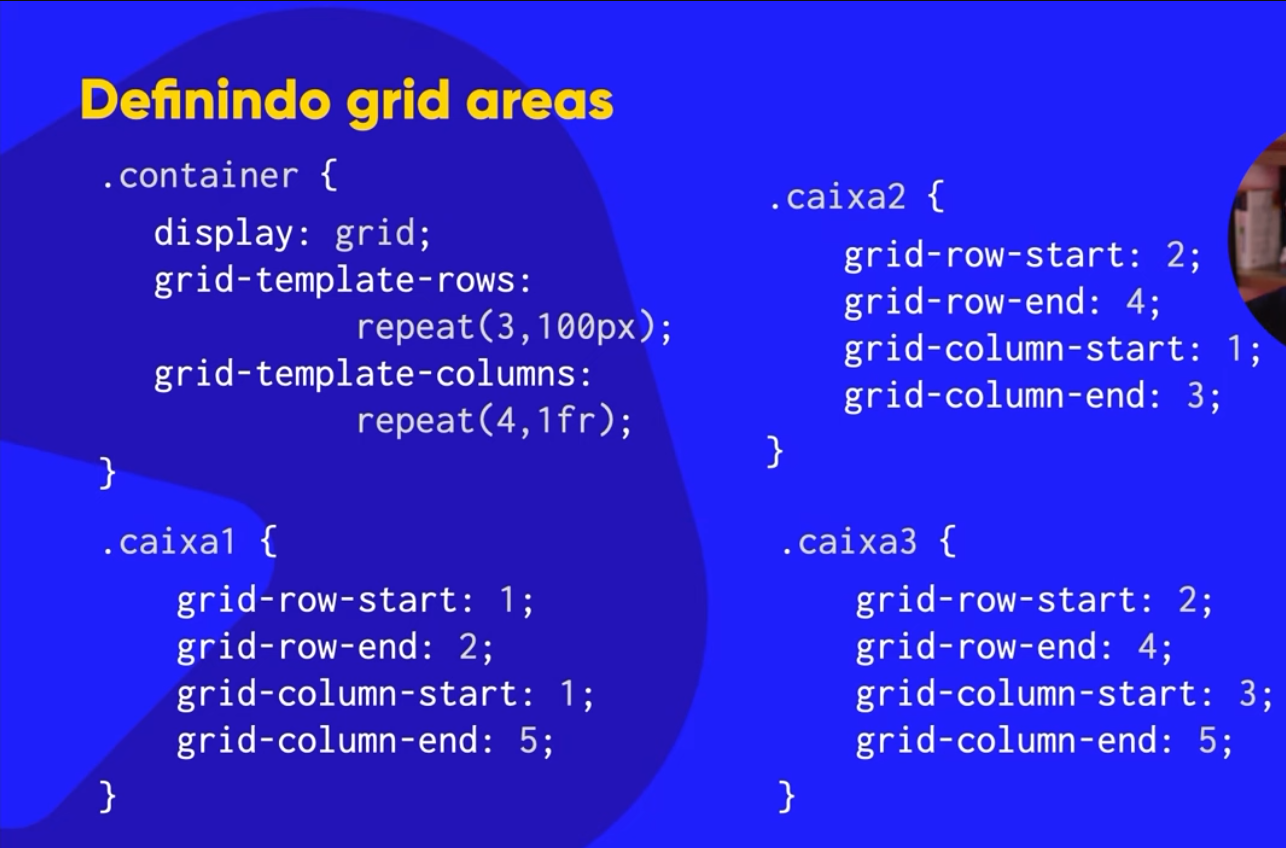 Definindo grid areas
.container {
display: grid;
grid-template-rows:
repeat(3,100px);
grid-template-columns:
repeat(4,1fr);
}
.caixa1 {
grid-row-start: 1;
grid-row-end: 2;
grid-column-start: 1;
grid-column-end: 5;
}
.caixa2 {
grid-row-start: 2;
grid-row-end: 4;
grid-column-start: 1;
grid-column-end: 3;
}
.caixa3 {
grid-row-start: 2;
grid-row-end: 4;
grid-column-start: 3;
grid-column-end: 5;
}